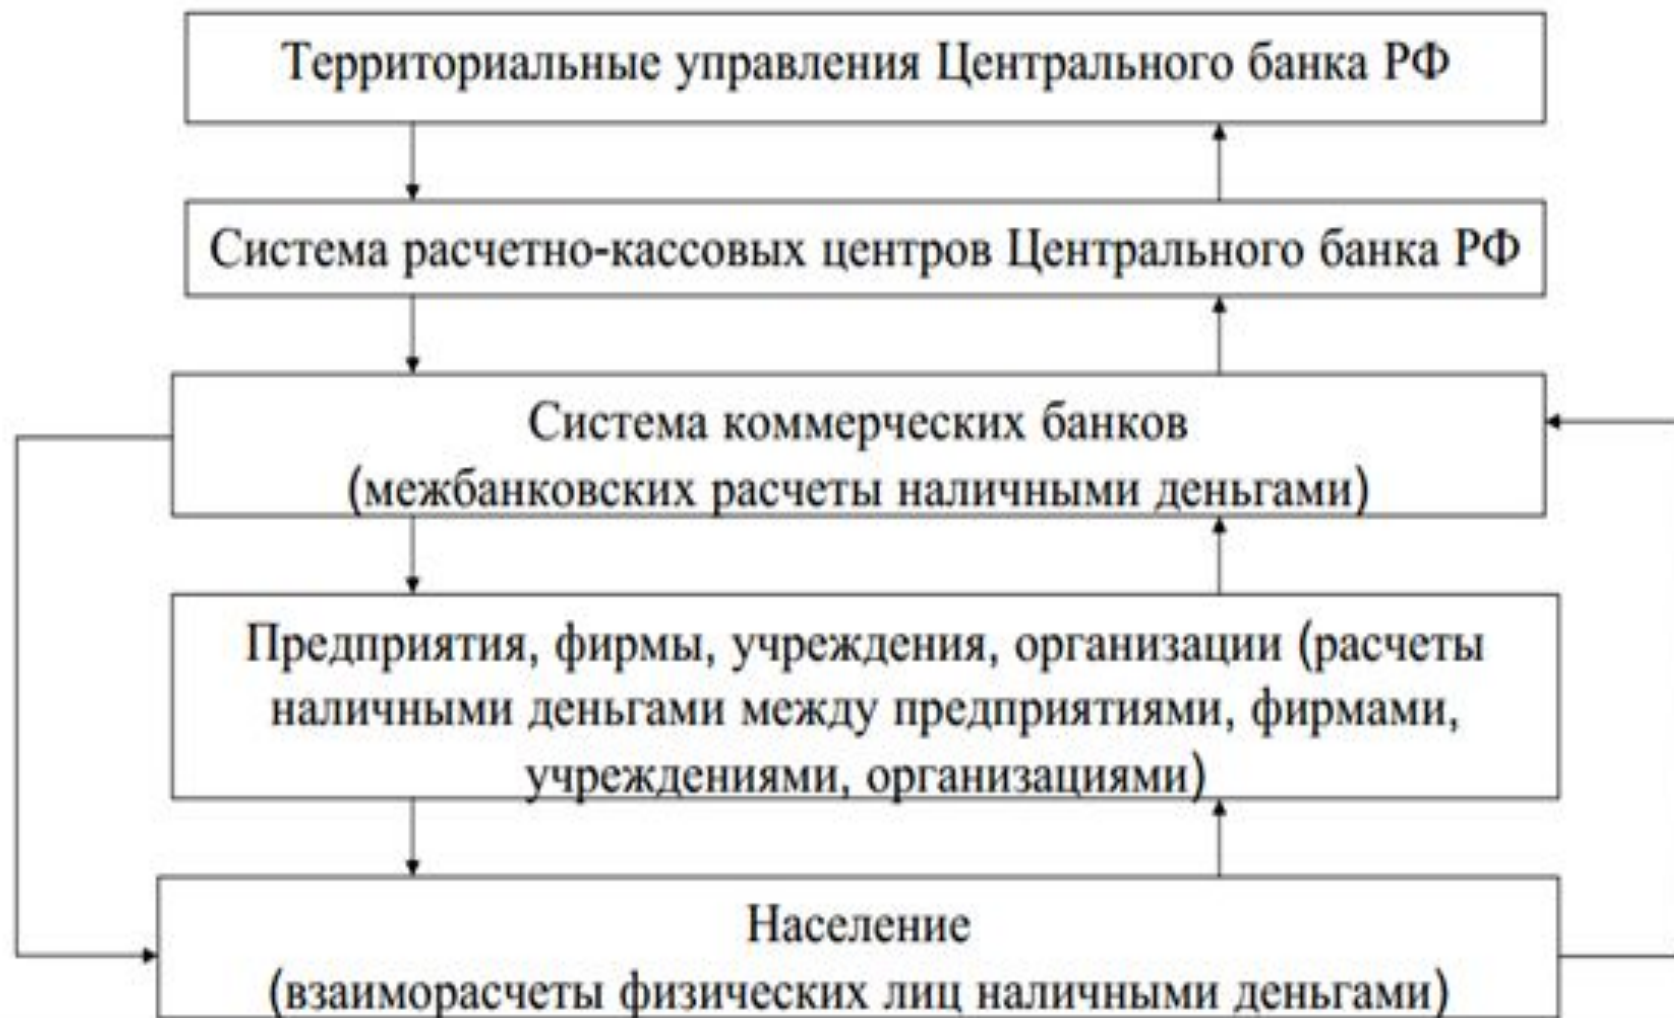 Территориальные управления Центрального банка РФ
Система расчетно-кассовых центров Центрального банка РФ
Система коммерческих банков
(межбанковских расчеты наличными деньгами)
Предприятия, фирмы, учреждения, организации (расчеты
наличными деньгами между предприятиями, фирмами,
учреждениями, организациями)
Население
(взаиморасчеты физических лиц наличными деньгами)